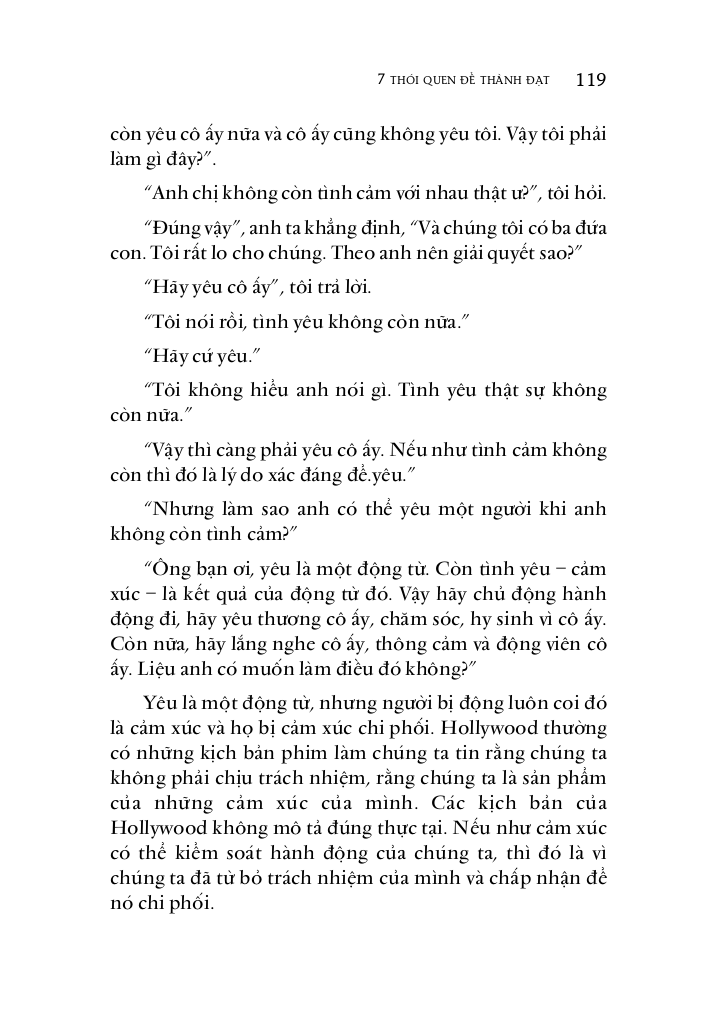 7 THÓI QUEN ĐỂ THÀNH ĐẠT 119
còn yêu cô ấy nữa và cô ấy cũng không yêu tôi. Vậy tôi phải
làm gì đây?”.
“Anh chị không còn tình cảm với nhau thật ư?”, tôi hỏi.
“Đúng vậy”, anh ta khẳng định, “Và chúng tôi có ba đứa
con. Tôi rất lo cho chúng. Theo anh nên giải quyết sao?”
“Hãy yêu cô ấy”, tôi trả lời.
“Tôi nói rồi, tình yêu không còn nữa.”
“Hãy cứ yêu.”
“Tôi không hiểu anh nói gì. Tình yêu thật sự không
còn nữa.”
“Vậy thì càng phải yêu cô ấy. Nếu như tình cảm không
còn thì đó là lý do xác đáng để.yêu.”
“Nhưng làm sao anh có thể yêu một người khi anh
không còn tình cảm?”
“Ông bạn ơi, yêu là một động từ. Còn tình yêu – cảm
xúc – là kết quả của động từ đó. Vậy hãy chủ động hành
động đi, hãy yêu thương cô ấy, chăm sóc, hy sinh vì cô ấy.
Còn nữa, hãy lắng nghe cô ấy, thông cảm và động viên cô
ấy. Liệu anh có muốn làm điều đó không?”
Yêu là một động từ, nhưng người bị động luôn coi đó
là cảm xúc và họ bị cảm xúc chi phối. Hollywood thường
có những kịch bản phim làm chúng ta tin rằng chúng ta
không phải chịu trách nhiệm, rằng chúng ta là sản phẩm
của những cảm xúc của mình. Các kịch bản của
Hollywood không mô tả đúng thực tại. Nếu như cảm xúc
có thể kiểm soát hành động của chúng ta, thì đó là vì
chúng ta đã từ bỏ trách nhiệm của mình và chấp nhận để
nó chi phối.